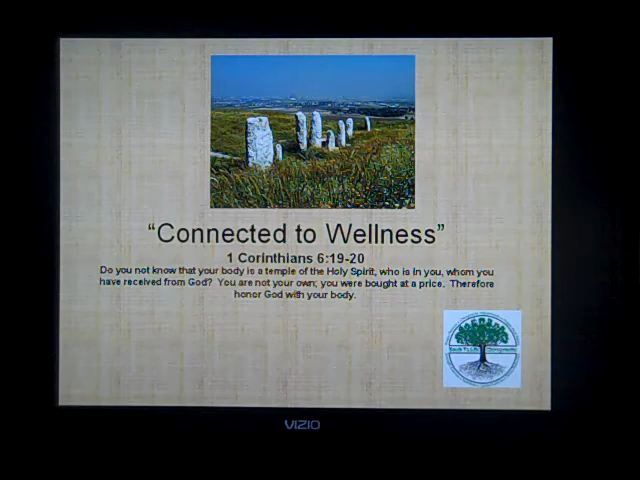 “Connected to Wellness”
1 Corinthians 6:19-20
Do you not know that your body is a temple of the Holy Spirit, who is in you, whom you
have received from God? You are not your own; you were bought at a price. Therefore
honor God with your body.
VIZIO